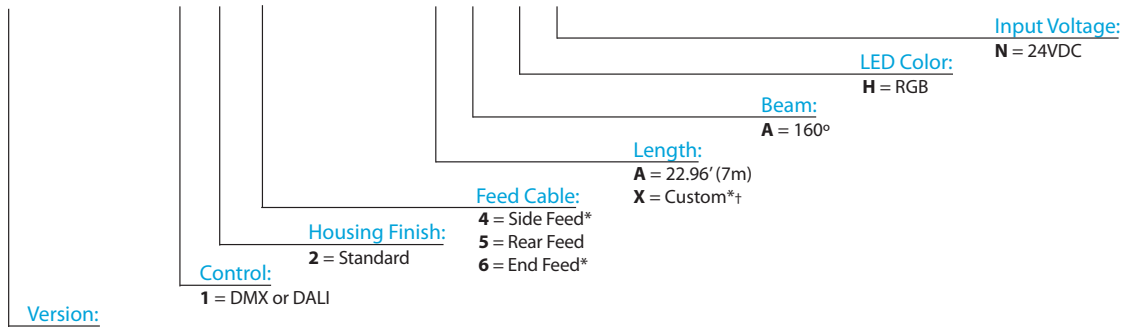 Input Voltage:
N = 24VDC
LED Color:
H = RGB
Beam:
A = 160º
Length:
A = 22.96′ (7m)
X = Custom*†
Feed Cable:
4 = Side Feed*
5 = Rear Feed
6 = End Feed*
Housing Finish:
2 = Standard
Control:
1 = DMX or DALI
Version: